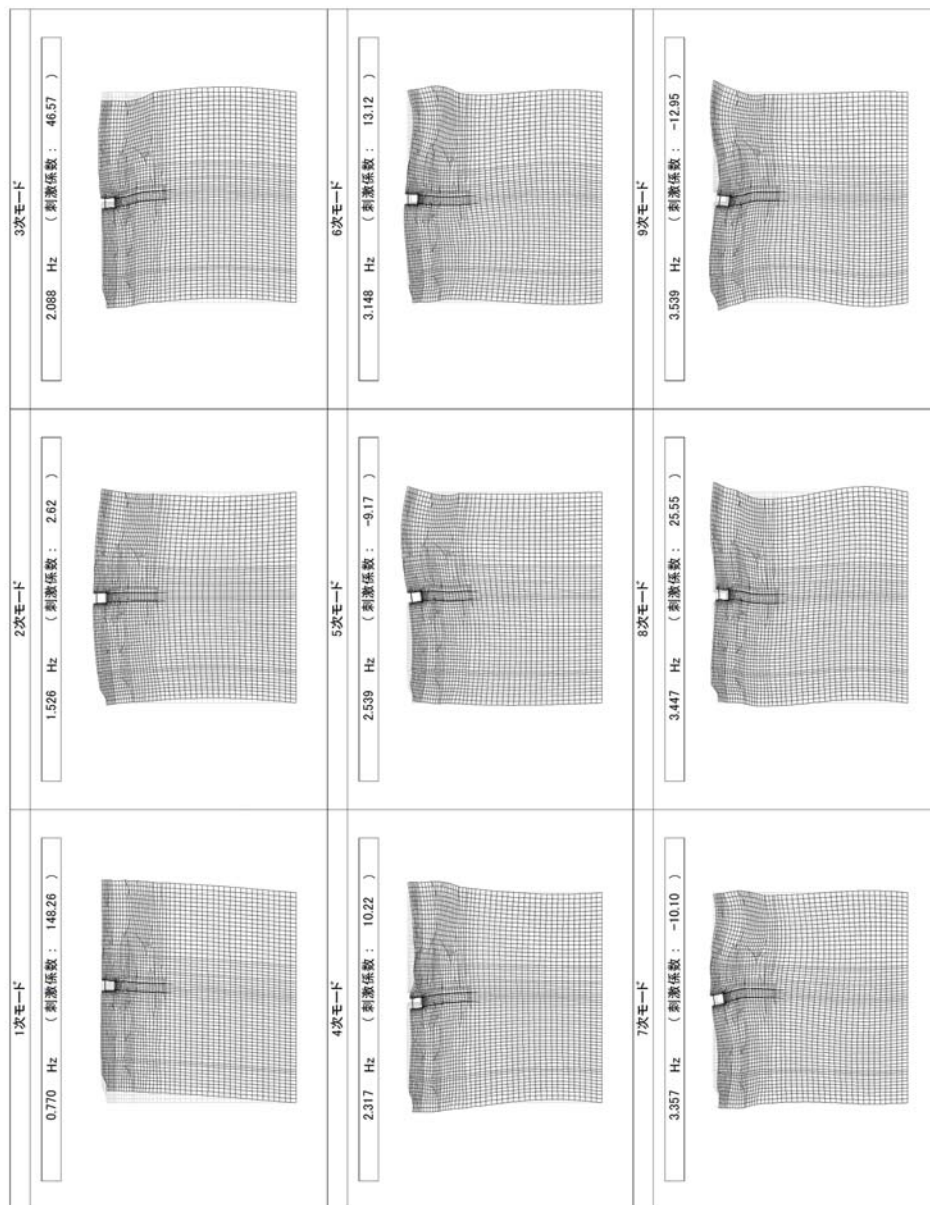 1次モード
0.770 Hz ( 刺激係数 : 148.26 )
2次モード
1.526 Hz ( 刺激係数 : 2.62 )
3次モード
2.088 Hz ( 刺激係数 : 46.57 )
4次モード
2.317 Hz ( 刺激係数 : 10.22 )
5次モード
2.539 Hz ( 刺激係数 : -9.17 )
6次モード
3.148 Hz ( 刺激係数 : 13.12 )
7次モード
3.357 Hz ( 刺激係数 : -10.10 )
8次モード
3.447 Hz ( 刺激係数 : 25.55 )
9次モード
3.539 Hz ( 刺激係数 : -12.95 )